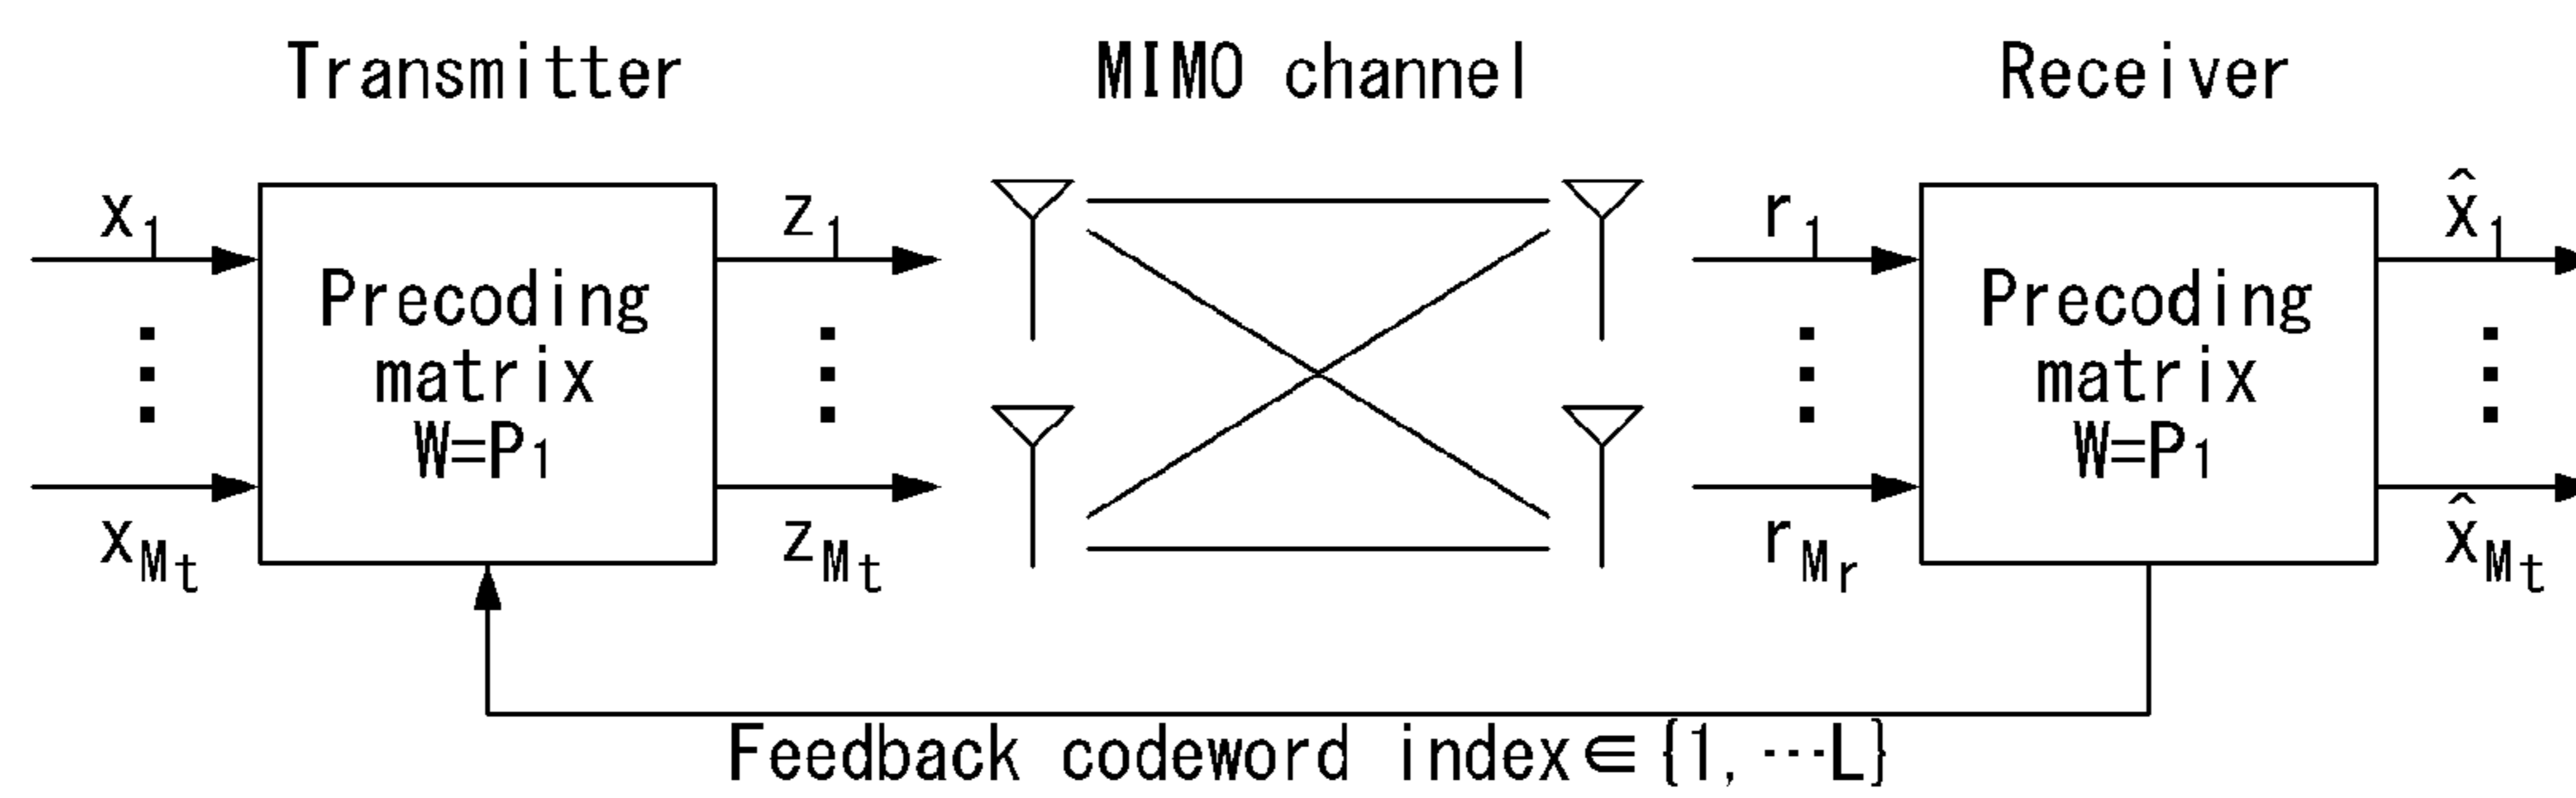 Transmitter
MIMO channel
Receiver
x1
z1
r1
x̂1
Precoding
matrix
W=P1
Precoding
matrix
W=P1
xMt
zMt
rMr
x̂Mt
Feedback codeword index∈{1, ···L}